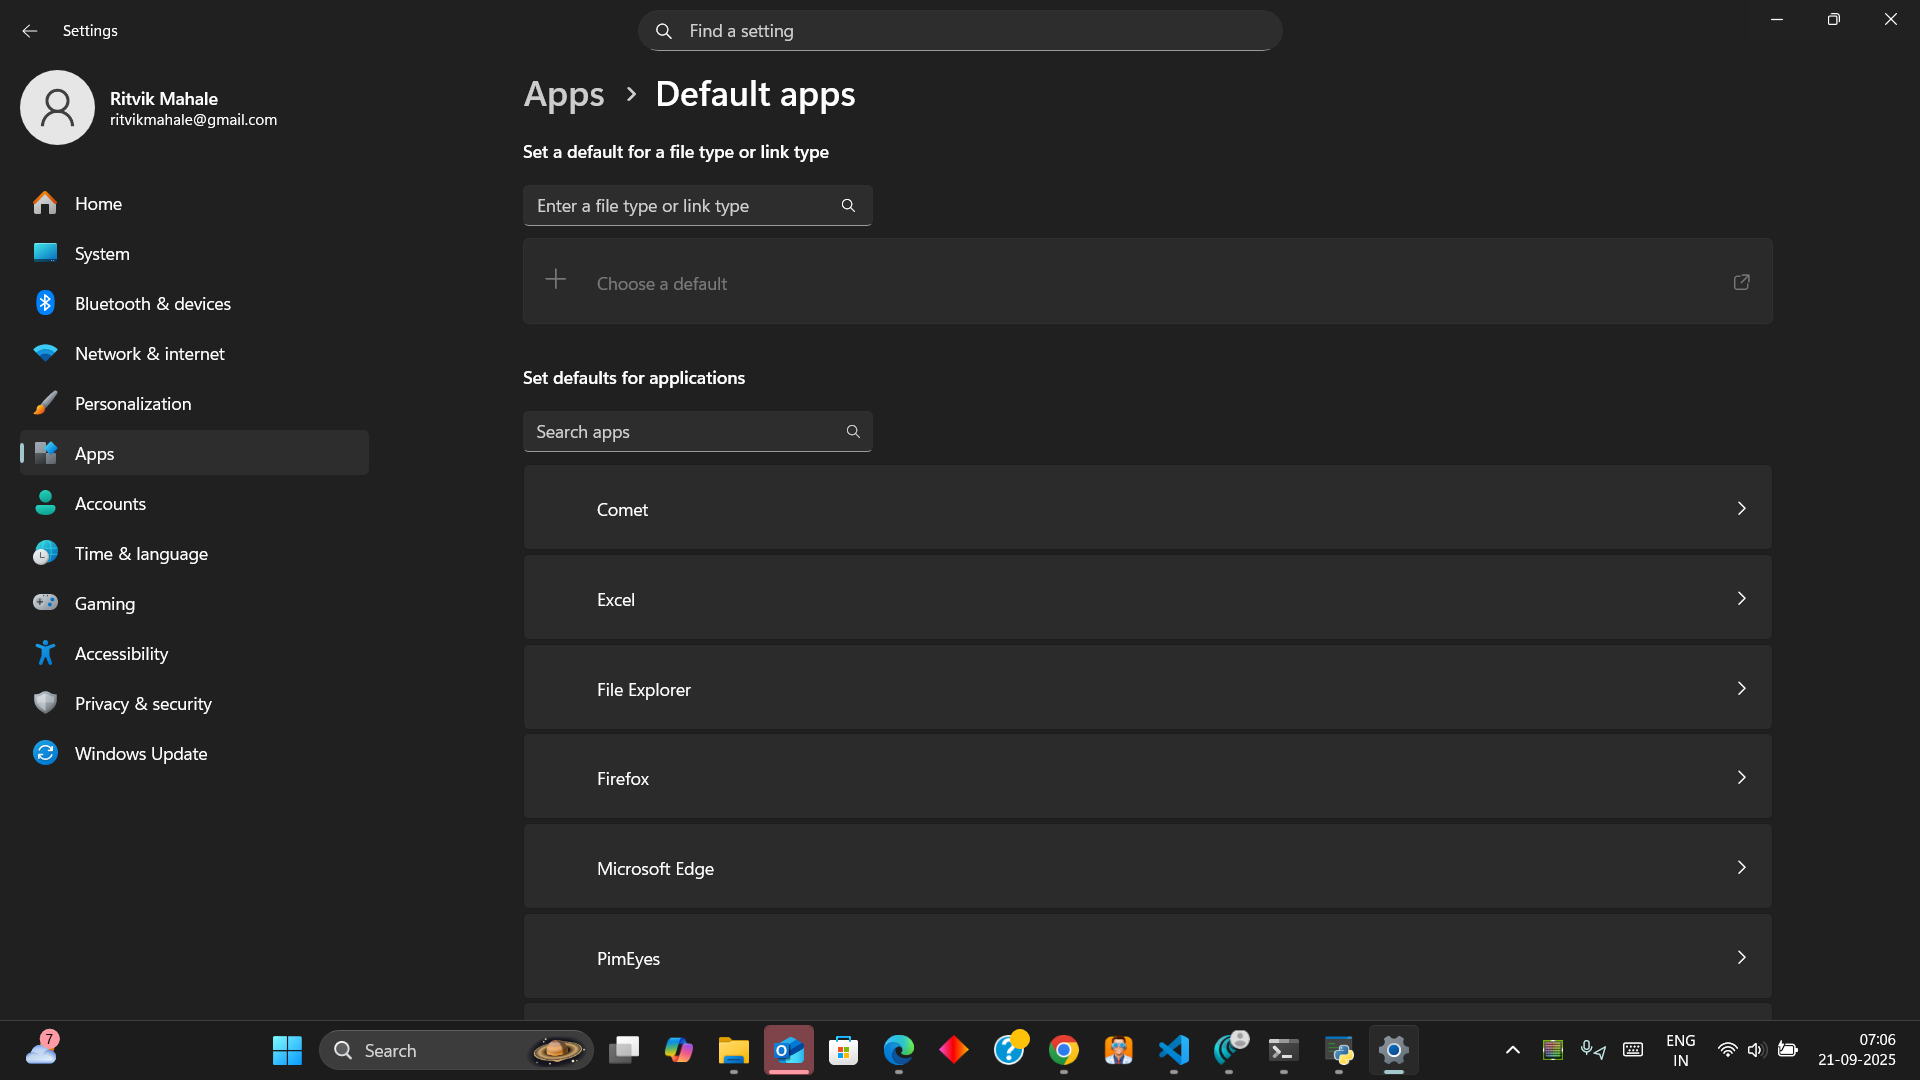 Settings
Find a setting
Ritvik Mahale
ritvikmahale@gmail.com
Home
System
Bluetooth & devices
Network & internet
Personalization
Apps
Accounts
Time & language
Gaming
Accessibility
Privacy & security
Windows Update
Apps > Default apps
Set a default for a file type or link type
Enter a file type or link type
Choose a default
Set defaults for applications
Search apps
Comet
Excel
File Explorer
Firefox
Microsoft Edge
PimEyes
7
Search
ENG
IN
07:06
21-09-2025